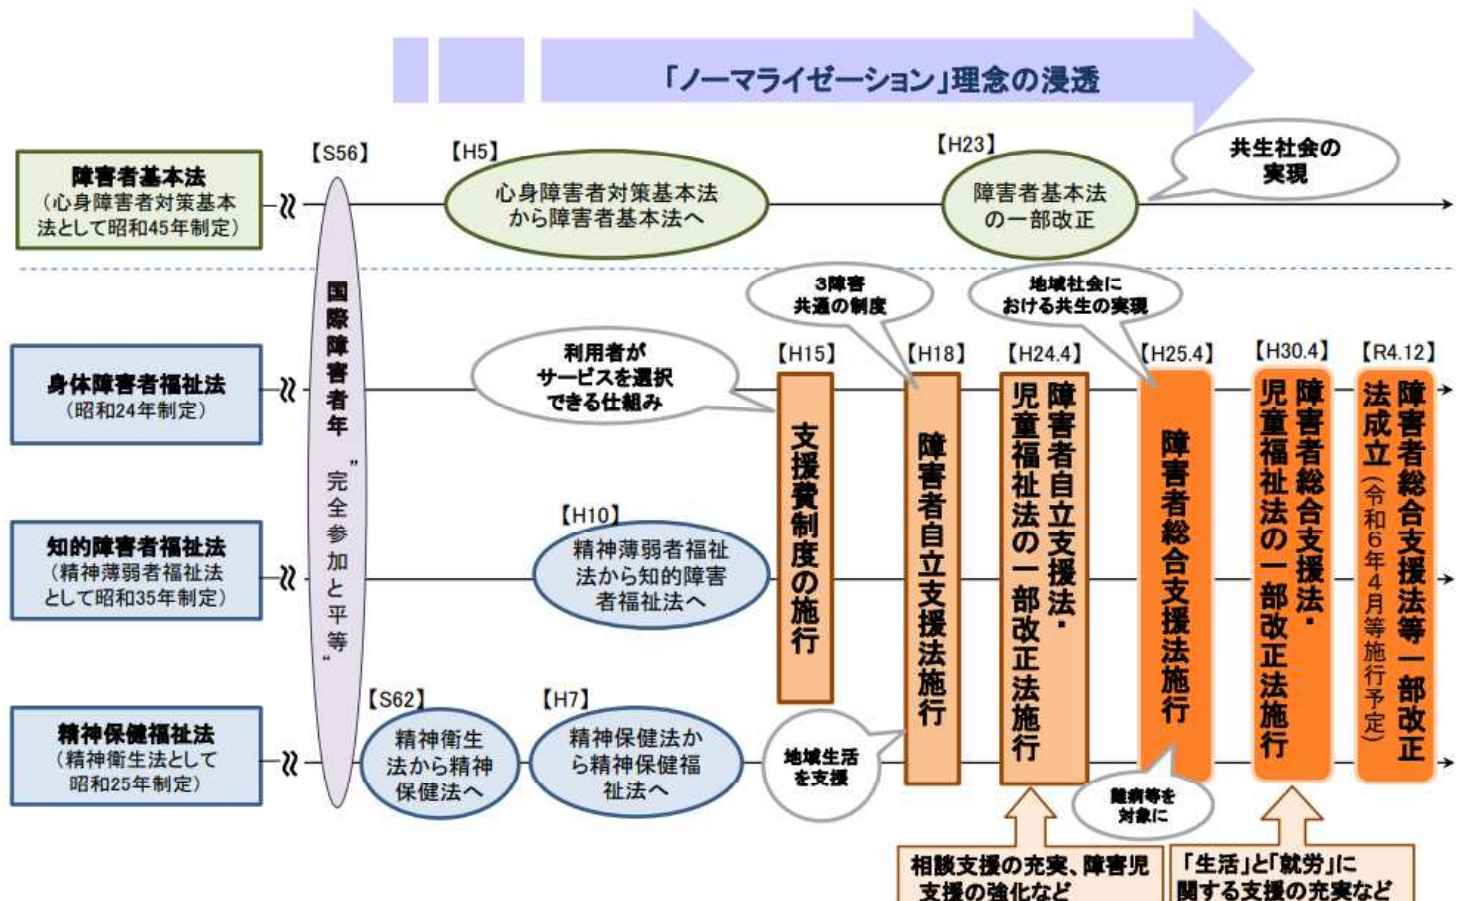 「ノーマライゼーション」理念の浸透
【S56】
【H5】
【H23】
共生社会の
実現
障害者基本法
（心身障害者対策基本
法として昭和45年制定）
心身障害者対策基本法
から障害者基本法へ
障害者基本法
の一部改正
国際障害者年
“完全参加と平等“
3障害
共通の制度
地域社会に
おける共生の実現
利用者が
サービスを選択
できる仕組み
【H15】
【H18】
【H24.4】
【H25.4】
【H30.4】
【R4.12】
身体障害者福祉法
（昭和24年制定）
支援費制度の施行
障害者自立支援法施行
障害者自立支援法・
児童福祉法の一部改正法施行
障害者総合支援法施行
障害者総合支援法・
児童福祉法の一部改正法施行
障害者総合支援法等一部改正
法成立（令和6年4月等施行予定）
知的障害者福祉法
（精神薄弱者福祉法
として昭和35年制定）
【H10】
精神薄弱者福祉
法から知的障害
者福祉法へ
精神保健福祉法
（精神衛生法として
昭和25年制定）
【S62】
精神衛生
法から精神
保健法へ
【H7】
精神保健法か
ら精神保健福
祉法へ
地域生活
を支援
難病等を
対象に
相談支援の充実、障害児
支援の強化など
「生活」と「就労」に
関する支援の充実など